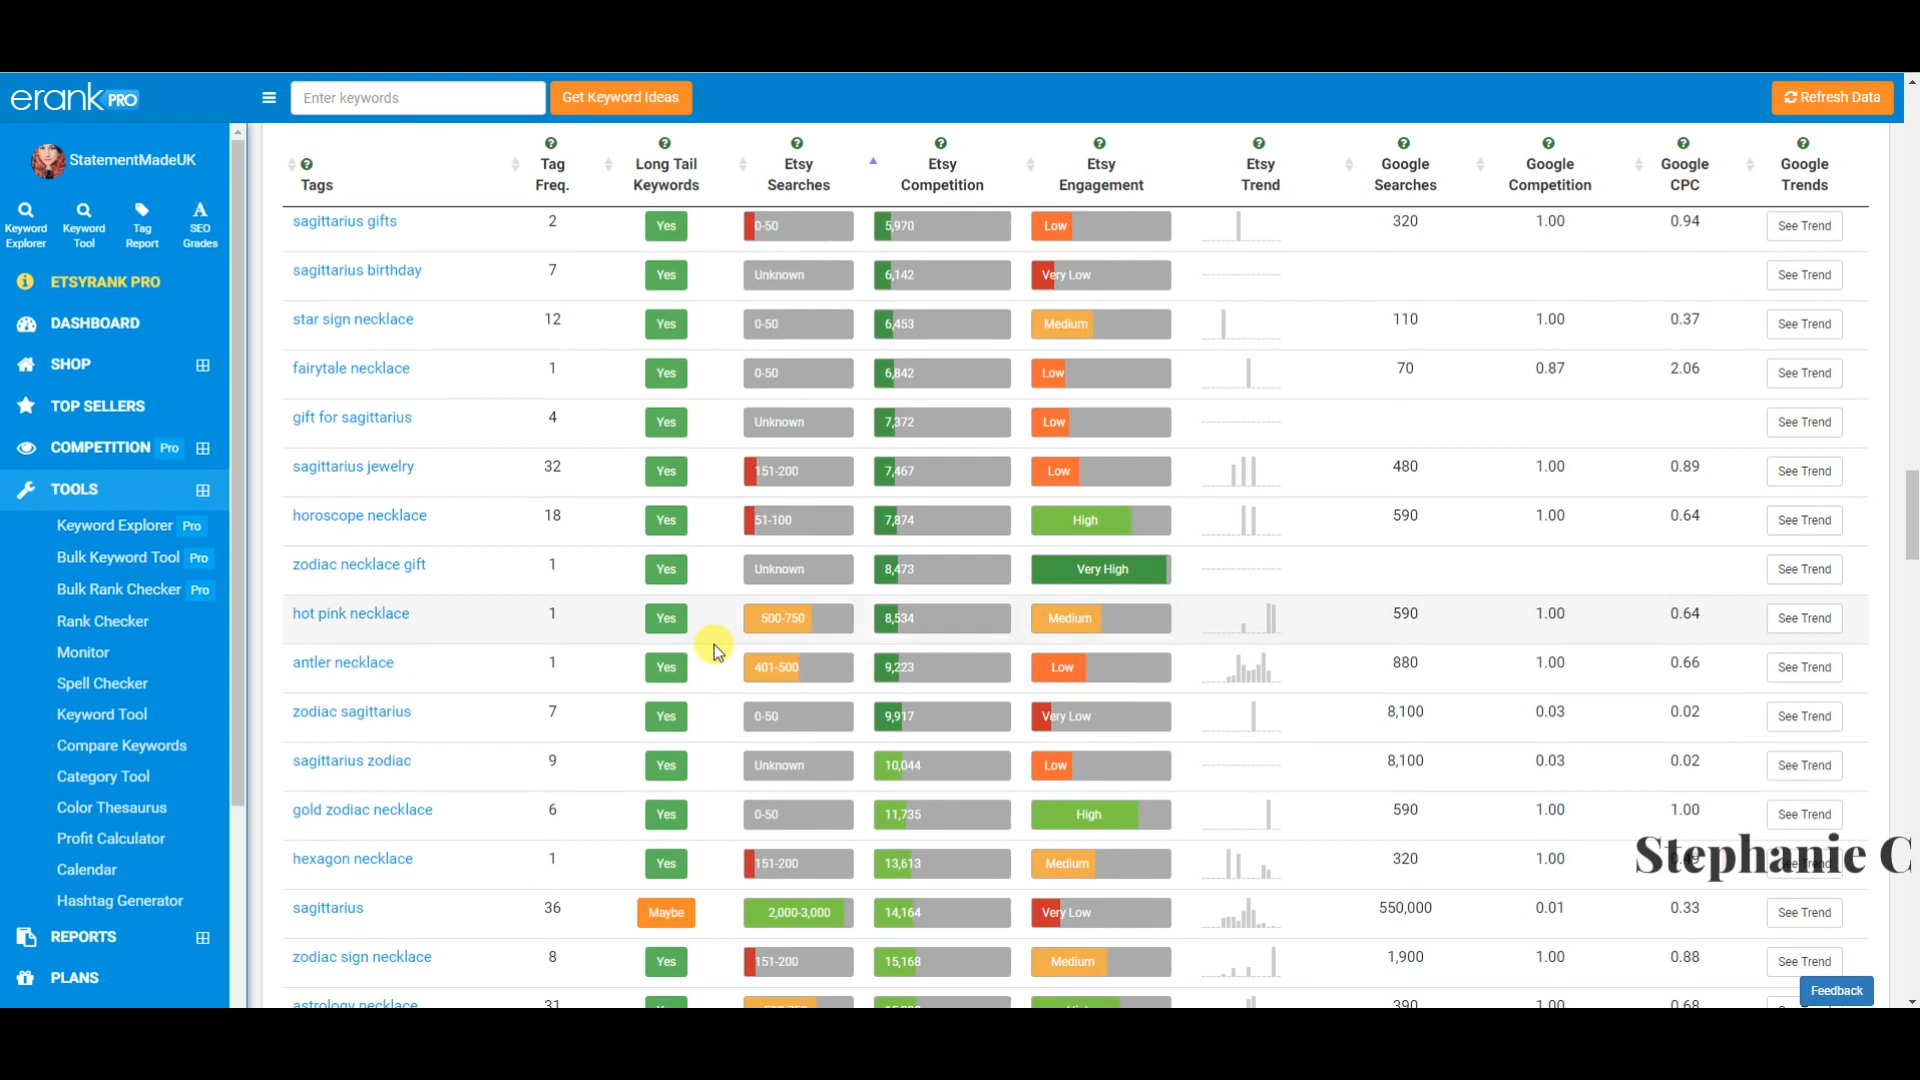 erank PRO
Enter keywords
Get Keyword Ideas
Refresh Data
StatementMadeUK
Keyword Explorer
Keyword Tool
Tag Report
SEO Grades
ETSYRANK PRO
DASHBOARD
SHOP
TOP SELLERS
COMPETITION Pro
TOOLS
Keyword Explorer Pro
Bulk Keyword Tool Pro
Bulk Rank Checker Pro
Rank Checker
Monitor
Spell Checker
Keyword Tool
Compare Keywords
Category Tool
Color Thesaurus
Profit Calculator
Calendar
Hashtag Generator
REPORTS
PLANS
Tags Tag Freq. Long Tail Keywords Etsy Searches Etsy Competition Etsy Engagement Etsy Trend Google Searches Google Competition Google CPC Google Trends
sagittarius gifts 2 Yes 0-50 5,970 Low 320 1.00 0.94 See Trend
sagittarius birthday 7 Yes Unknown 6,142 Very Low See Trend
star sign necklace 12 Yes 0-50 6,453 Medium 110 1.00 0.37 See Trend
fairytale necklace 1 Yes 0-50 6,842 Low 70 0.87 2.06 See Trend
gift for sagittarius 4 Yes Unknown 7,372 Low See Trend
sagittarius jewelry 32 Yes 151-200 7,467 Low 480 1.00 0.89 See Trend
horoscope necklace 18 Yes 51-100 7,874 High 590 1.00 0.64 See Trend
zodiac necklace gift 1 Yes Unknown 8,473 Very High See Trend
hot pink necklace 1 Yes 500-750 8,534 Medium 590 1.00 0.64 See Trend
antler necklace 1 Yes 401-500 9,223 Low 880 1.00 0.66 See Trend
zodiac sagittarius 7 Yes 0-50 9,917 Very Low 8,100 0.03 0.02 See Trend
sagittarius zodiac 9 Yes Unknown 10,044 Low 8,100 0.03 0.02 See Trend
gold zodiac necklace 6 Yes 0-50 11,735 High 590 1.00 1.00 See Trend
hexagon necklace 1 Yes 151-200 13,613 Medium 320 1.00 See Trend
Stephanie C
sagittarius 36 Maybe 2,000-3,000 14,164 Very Low 550,000 0.01 0.33 See Trend
zodiac sign necklace 8 Yes 151-200 15,168 Medium 1,900 1.00 0.88 See Trend
astrology necklace 31 390 1.00 0.68
Feedback